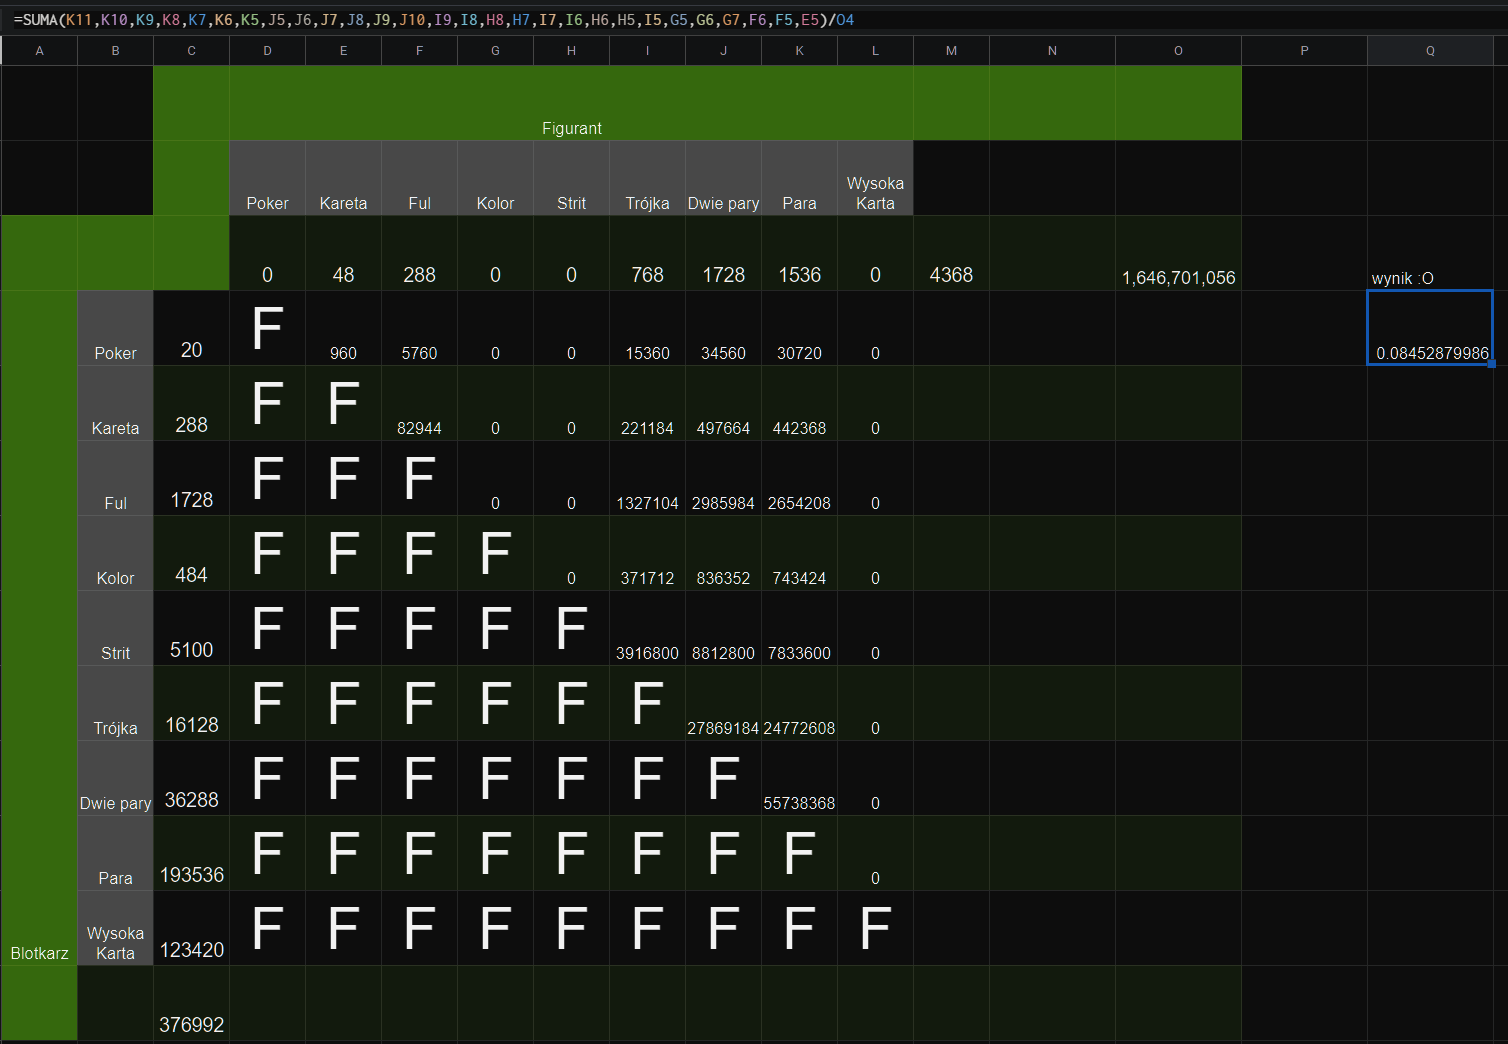 =SUMA(K11,K10,K9,K8,K7,K6,K5,J5,J6,J7,J8,J9,J10,I9,I8,H8,H7,I7,I6,H6,H5,I5,G5,G6,G7,F6,F5,E5)/O4
A B C D E F G H I J K L M N O P Q
Figurant
Poker Kareta Ful Kolor Strit Trójka Dwie pary Para Wysoka
Karta
0 48 288 0 0 768 1728 1536 0 4368 1,646,701,056 wynik :O
Poker 20 F 960 5760 0 0 15360 34560 30720 0 0.08452879986
Kareta 288 F F 82944 0 0 221184 497664 442368 0
Ful 1728 F F F 0 0 1327104 2985984 2654208 0
Kolor 484 F F F F 0 371712 836352 743424 0
Strit 5100 F F F F F 3916800 8812800 7833600 0
Trójka 16128 F F F F F F 27869184 24772608 0
Dwie pary 36288 F F F F F F F 55738368 0
Para 193536 F F F F F F F F 0
Blotkarz Wysoka
Karta 123420 F F F F F F F F F
376992